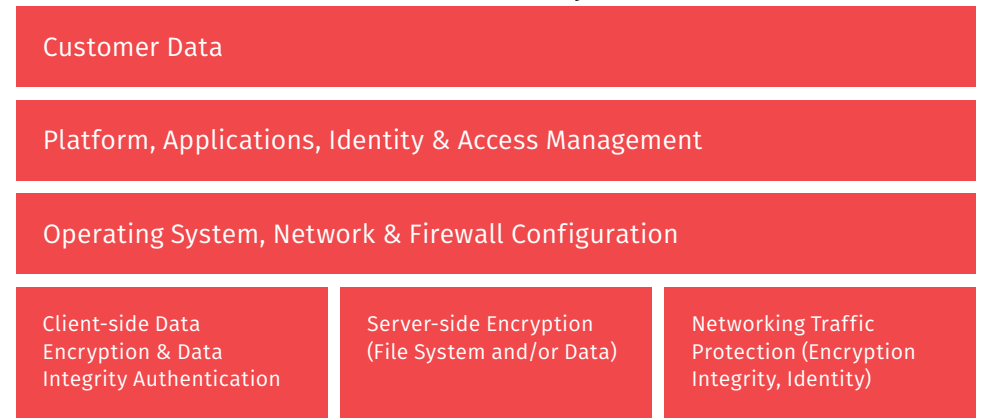 Customer Data
Platform, Applications, Identity & Access Management
Operating System, Network & Firewall Configuration
Client-side Data
Encryption & Data
Integrity Authentication
Server-side Encryption
(File System and/or Data)
Networking Traffic
Protection (Encryption
Integrity, Identity)